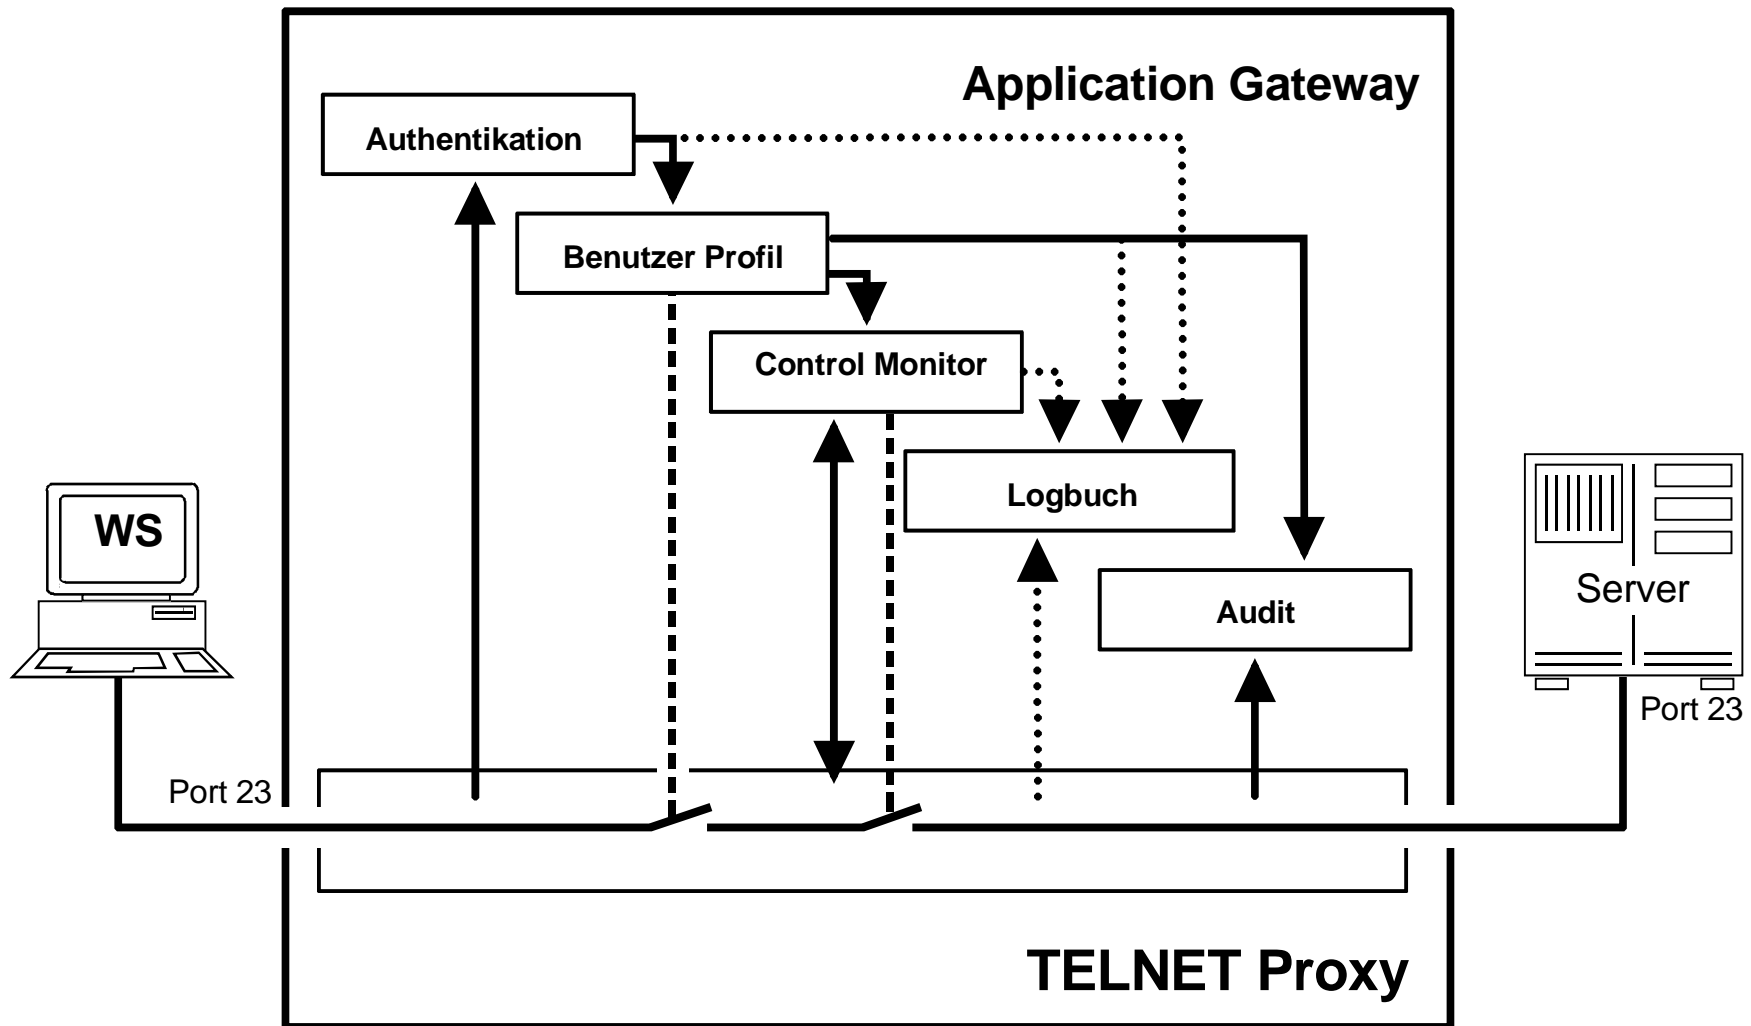 Application Gateway
Authentikation
Benutzer Profil
Control Monitor
Logbuch
WS
Server
Audit
Port 23
Port 23
TELNET Proxy